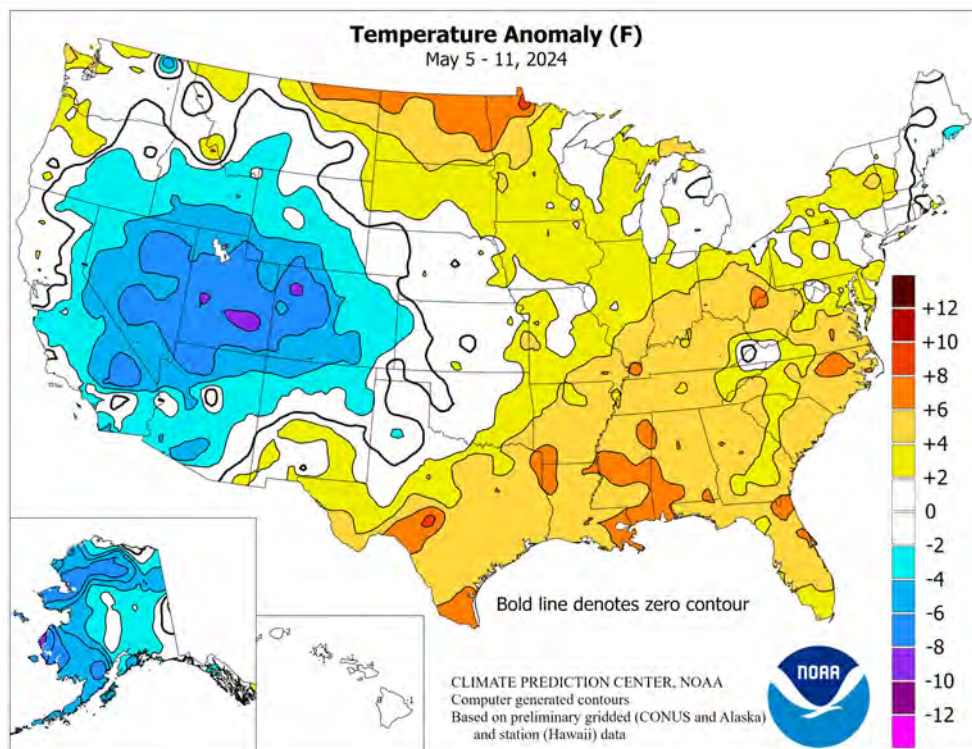 Temperature Anomaly (F)
May 5 - 11, 2024
+12
+10
+8
+6
+4
+2
0
-2
-4
-6
-8
-10
-12
Bold line denotes zero contour
CLIMATE PREDICTION CENTER, NOAA
Computer generated contours
Based on preliminary gridded (CONUS and Alaska)
and station (Hawaii) data
NOAA
-2
-1